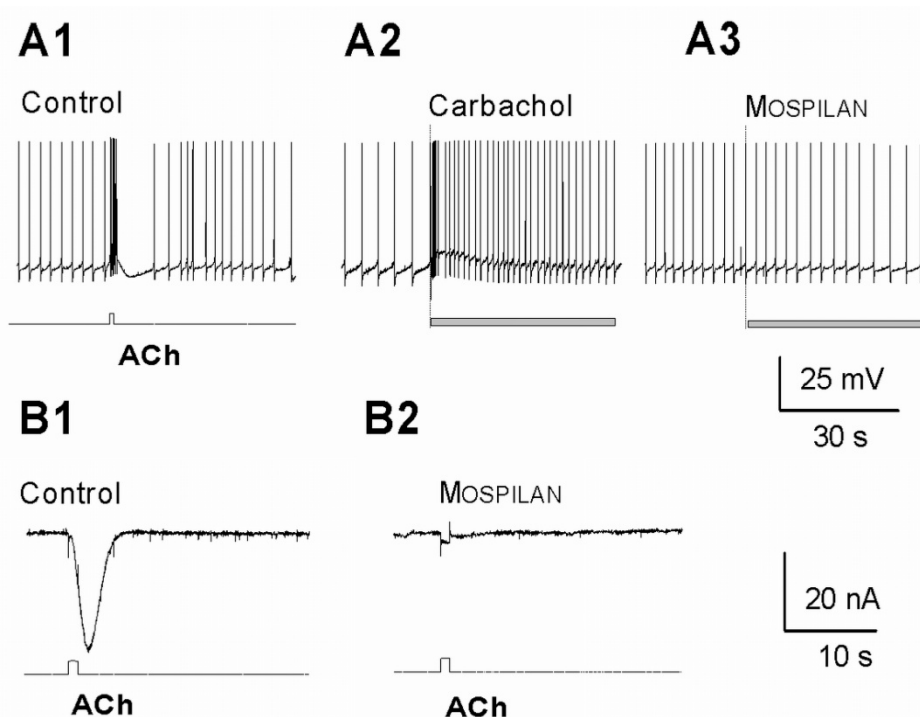 A1 A2 A3
Control Carbachol MOSPILAN
ACh
25 mV
30 s
B1 B2
Control MOSPILAN
20 nA
10 s
ACh ACh